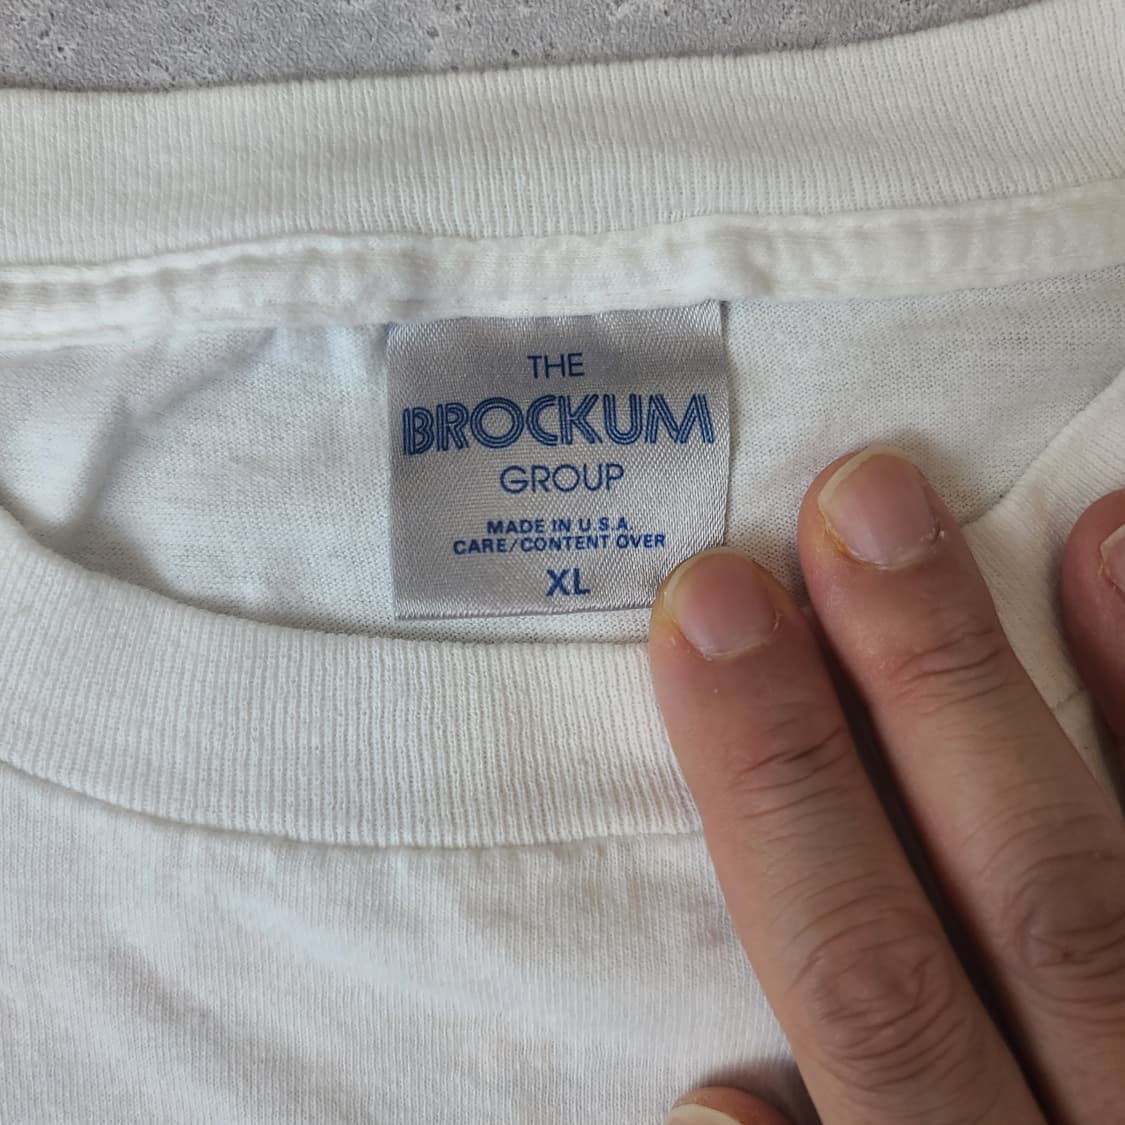 THE
BROCKUM
GROUP
MADE IN U.S.A.
CARE/CONTENT OVER
XL